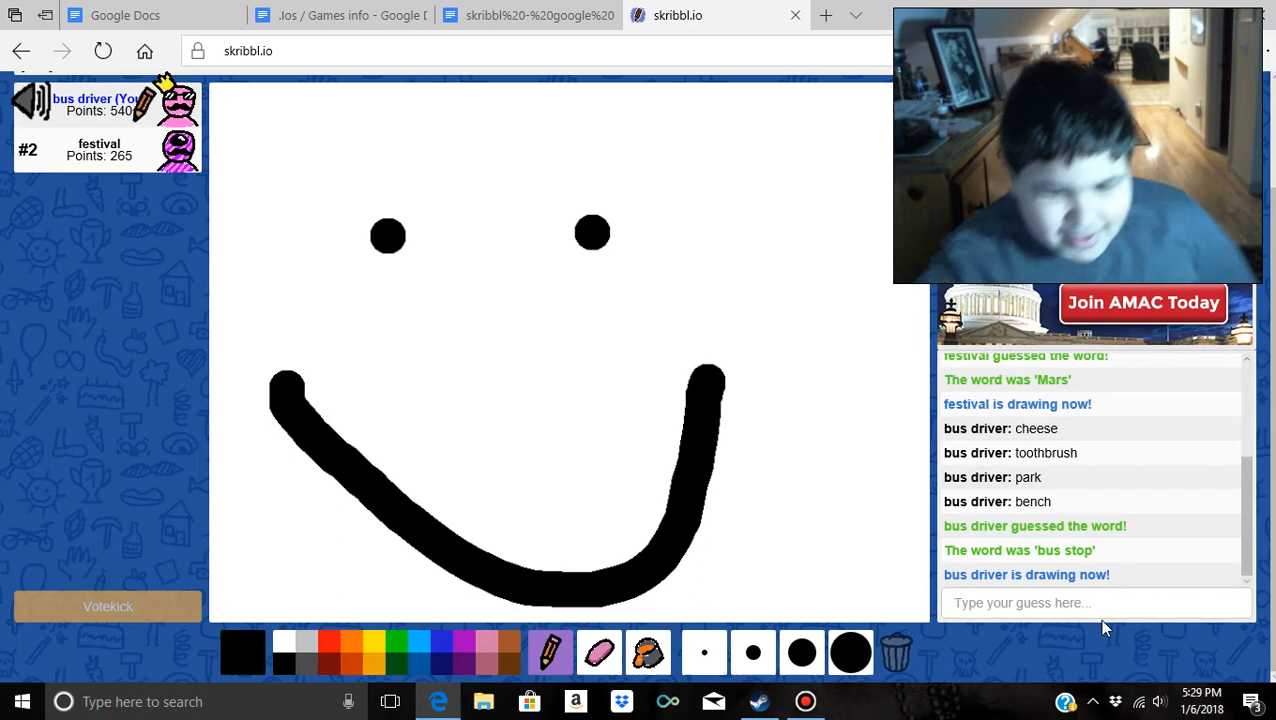 Google Docs
.Ios / Games info - Google D
skribbl%20-%20google%20
skribbl.io
skribbl.io
bus driver (You
Points: 540
#2
festival
Points: 265
Votekick
Join AMAC Today
festival guessed the word!
The word was 'Mars'
festival is drawing now!
bus driver: cheese
bus driver: toothbrush
bus driver: park
bus driver: bench
bus driver guessed the word!
The word was 'bus stop'
bus driver is drawing now!
Type your guess here...
Type here to search
5:29 PM
1/6/2018
3